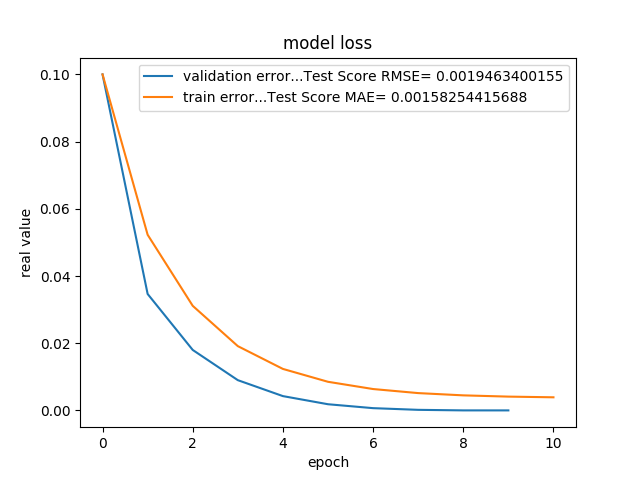 model loss
validation error...Test Score RMSE= 0.0019463400155
train error...Test Score MAE= 0.00158254415688
real value
0.10
0.08
0.06
0.04
0.02
0.00
0 2 4 6 8 10
epoch